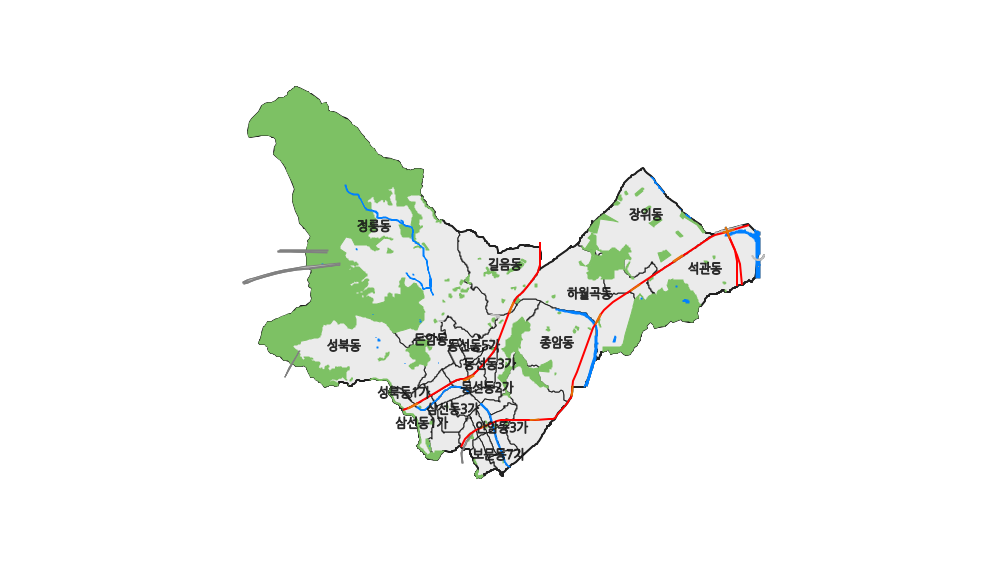 장위동
정릉동
길음동
석관동
하월곡동
돈암동
종암동
성북동
동선동5가
동선동3가
동선동2가
성북동1가
삼선동3가
삼선동1가
안암동3가
보문동7가